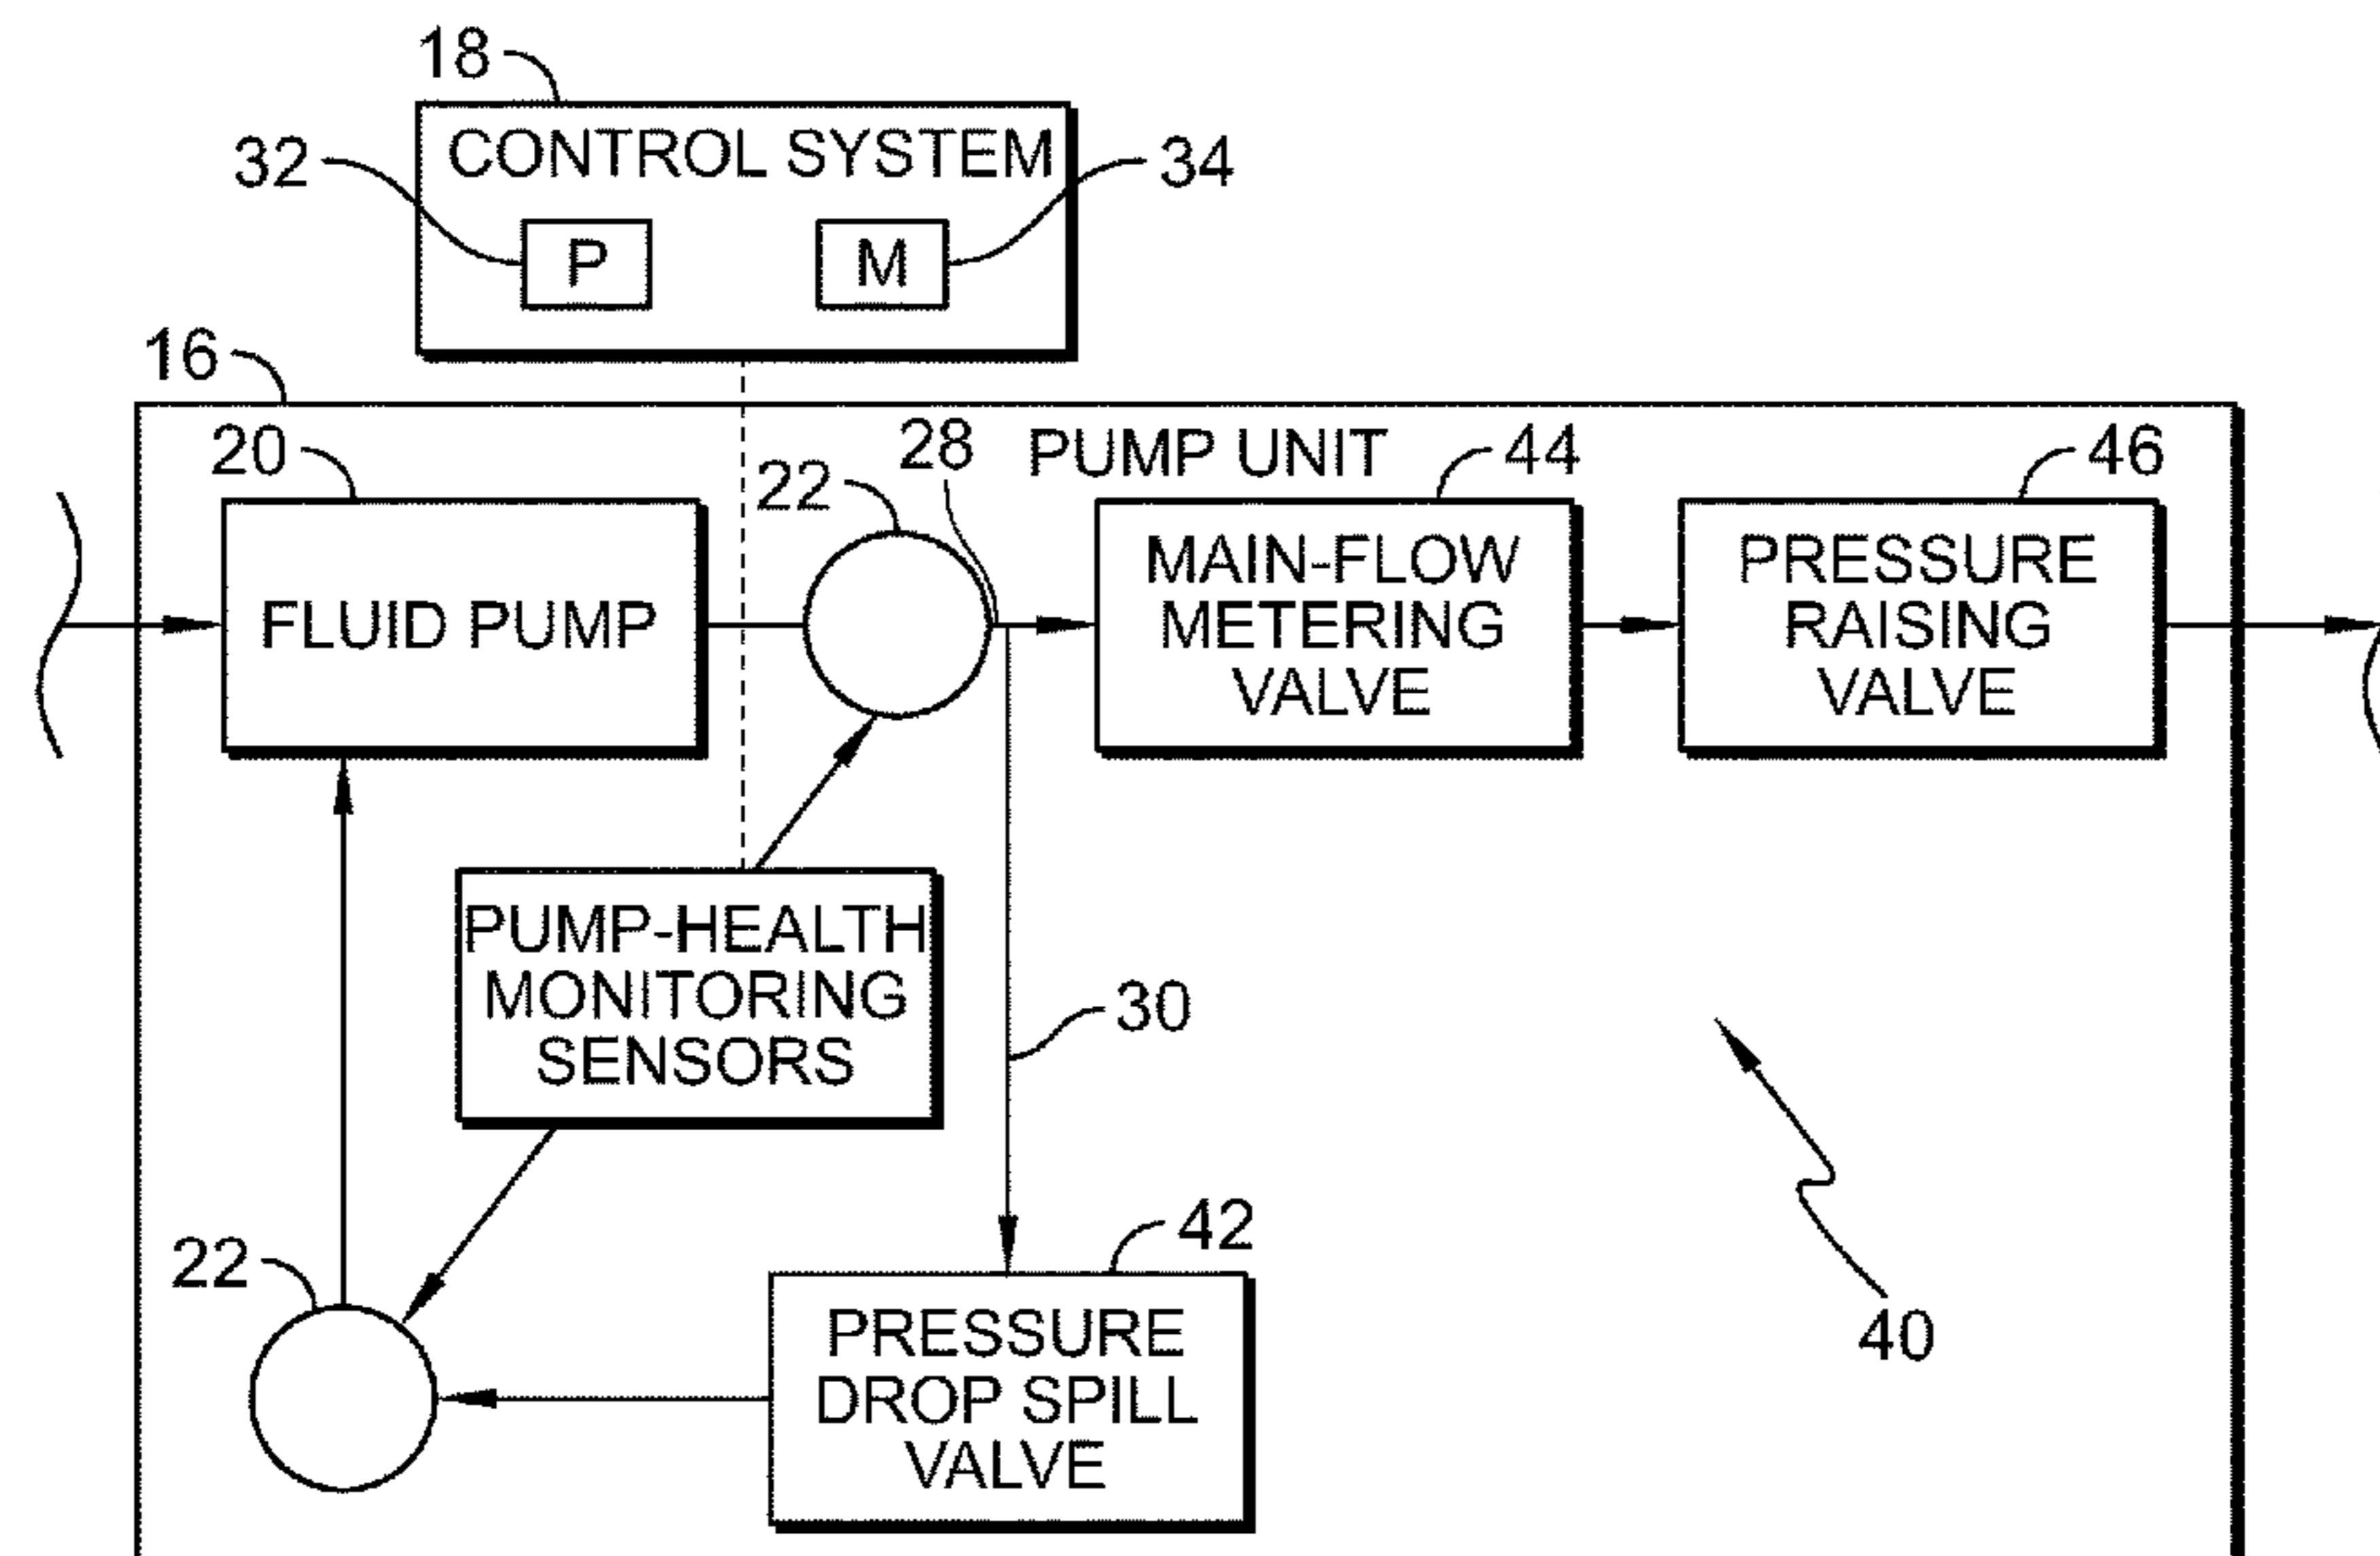 18
CONTROL SYSTEM
32
34
P
M
16
20
22
28
PUMP UNIT
44
46
FLUID PUMP
MAIN-FLOW
METERING
VALVE
PRESSURE
RAISING
VALVE
PUMP-HEALTH
MONITORING
SENSORS
30
22
42
PRESSURE
DROP SPILL
VALVE
40